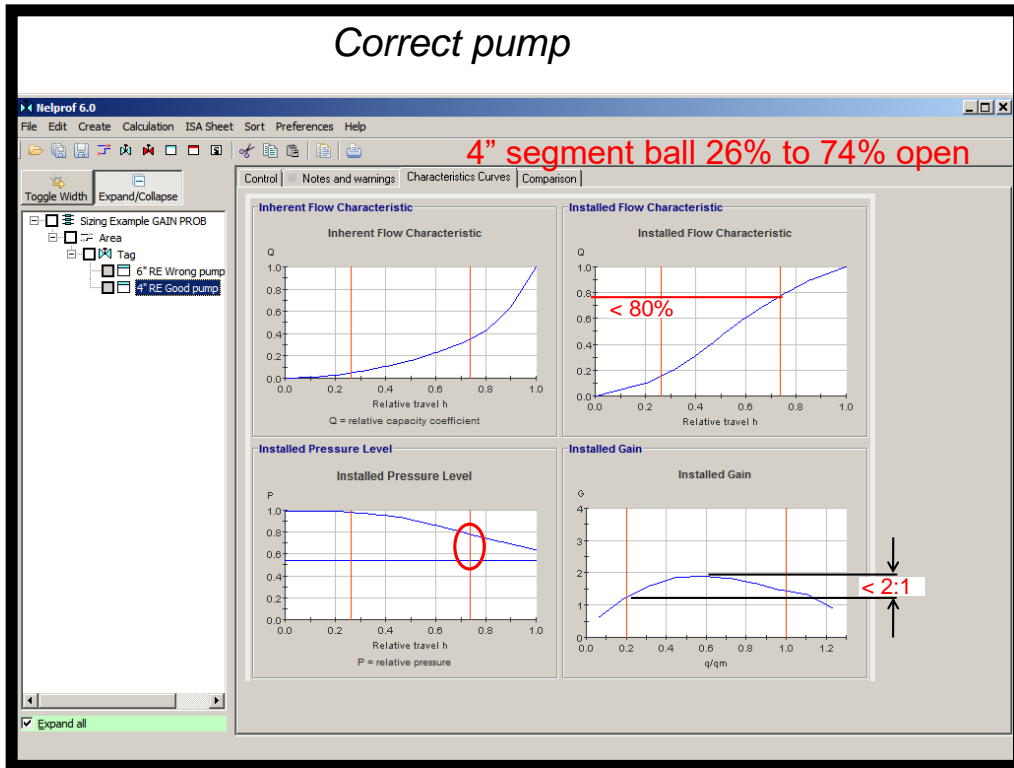 Correct pump
Nelprof 6.0
File Edit Create Calculation ISA Sheet Sort Preferences Help
4” segment ball 26% to 74% open
Toggle Width Expand/Collapse
Control Notes and warnings Characteristics Curves Comparison
Sizing Example GAIN PROB
Area
Tag
6" RE Wrong pump
4" RE Good pump
Inherent Flow Characteristic
Inherent Flow Characteristic
Q
1.0
0.8
0.6
0.4
0.2
0.0
0.0 0.2 0.4 0.6 0.8 1.0
Relative travel h
Q = relative capacity coefficient
Installed Flow Characteristic
Installed Flow Characteristic
Q
1.0
0.8
< 80%
0.6
0.4
0.2
0.0
0.0 0.2 0.4 0.6 0.8 1.0
Relative travel h
Installed Pressure Level
Installed Pressure Level
P
1.0
0.8
0.6
0.4
0.2
0.0
0.0 0.2 0.4 0.6 0.8 1.0
Relative travel h
P = relative pressure
Installed Gain
Installed Gain
G
4
3
2
< 2:1
1
0
0.0 0.2 0.4 0.6 0.8 1.0 1.2
q/qm
Expand all